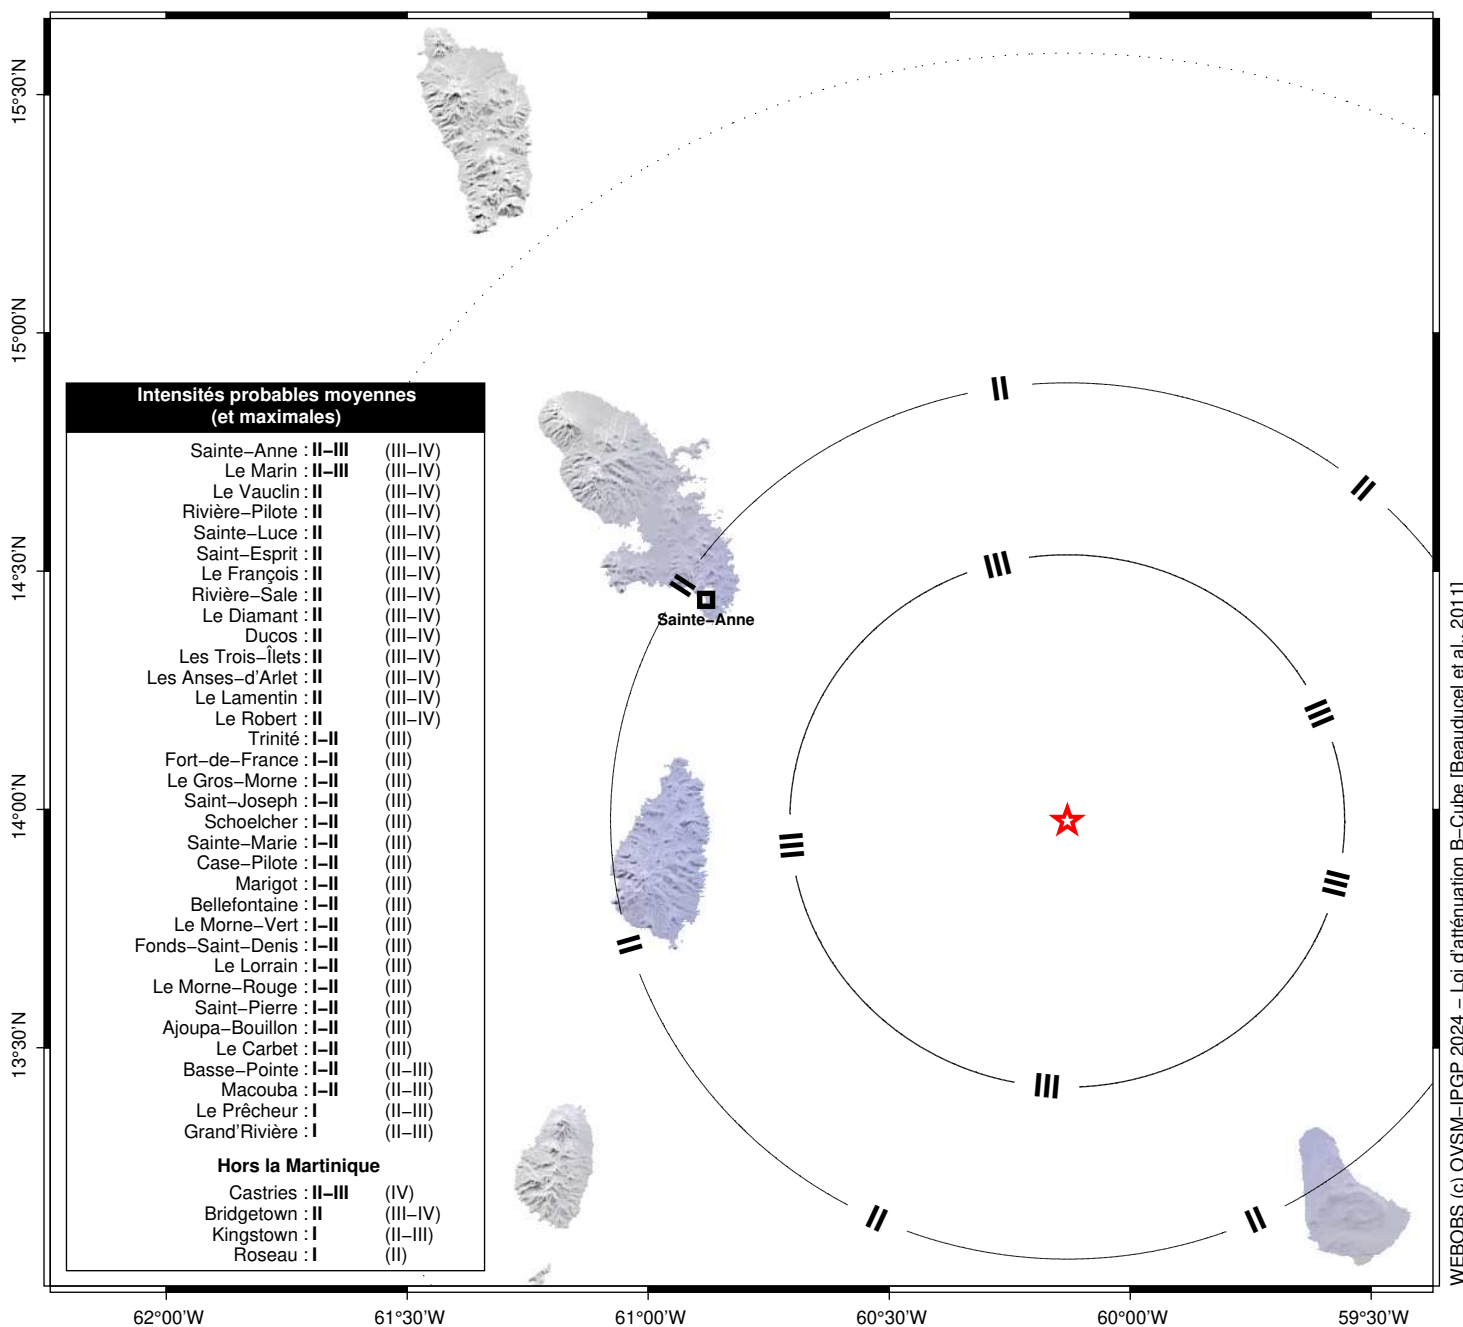 15°30'N
15°00'N
14°30'N
14°00'N
13°30'N
Intensités probables moyennes
(et maximales)
Sainte−Anne : II−III (III−IV)
Le Marin : II−III (III−IV)
Le Vauclin : II (III−IV)
Rivière−Pilote : II (III−IV)
Sainte−Luce : II (III−IV)
Saint−Esprit : II (III−IV)
Le François : II (III−IV)
Rivière−Sale : II (III−IV)
Le Diamant : II (III−IV)
Ducos : II (III−IV)
Les Trois−Îlets : II (III−IV)
Les Anses−d'Arlet : II (III−IV)
Le Lamentin : II (III−IV)
Le Robert : II (III−IV)
Trinité : I−II (III)
Fort−de−France : I−II (III)
Le Gros−Morne : I−II (III)
Saint−Joseph : I−II (III)
Schoelcher : I−II (III)
Sainte−Marie : I−II (III)
Case−Pilote : I−II (III)
Marigot : I−II (III)
Bellefontaine : I−II (III)
Le Morne−Vert : I−II (III)
Fonds−Saint−Denis : I−II (III)
Le Lorrain : I−II (III)
Le Morne−Rouge : I−II (III)
Saint−Pierre : I−II (III)
Ajoupa−Bouillon : I−II (III)
Le Carbet : I−II (III)
Basse−Pointe : I−II (II−III)
Macouba : I−II (II−III)
Le Prêcheur : I (II−III)
Grand'Rivière : I (II−III)
Hors la Martinique
Castries : II−III (IV)
Bridgetown : II (III−IV)
Kingstown : I (II−III)
Roseau : I (II)
II
II
III
II
Sainte−Anne
III
III
III
II
III
II
II
62°00'W 61°30'W 61°00'W 60°30'W 60°00'W 59°30'W
WEBOBS (c) OVSM−IPGP 2024 − Loi d'atténuation B−Cube [Beauducel et al., 2011]